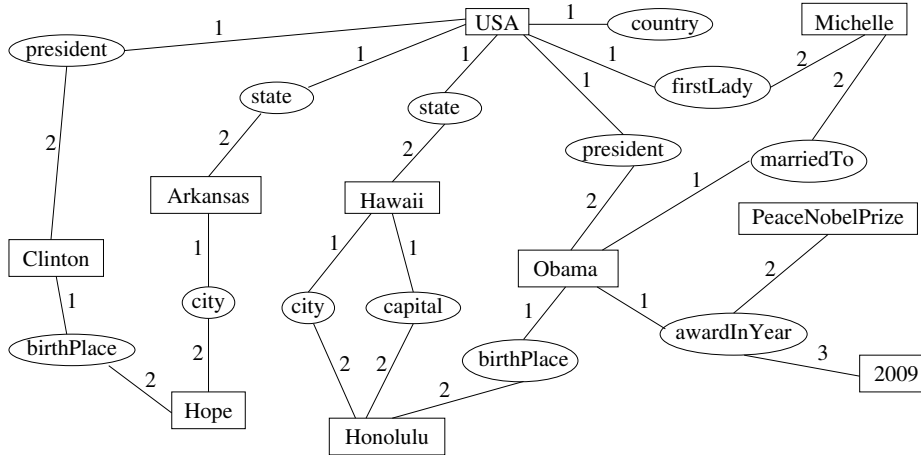 USA
1
country
Michelle
president
1
1
1
1
1
2
firstLady
2
state
state
2
2
2
president
marriedTo
1
Arkansas
Hawaii
2
PeaceNobelPrize
Clinton
1
1
1
Obama
2
1
city
city
capital
1
1
awardInYear
birthPlace
2
2
2
birthPlace
3
2
2
2009
Hope
Honolulu